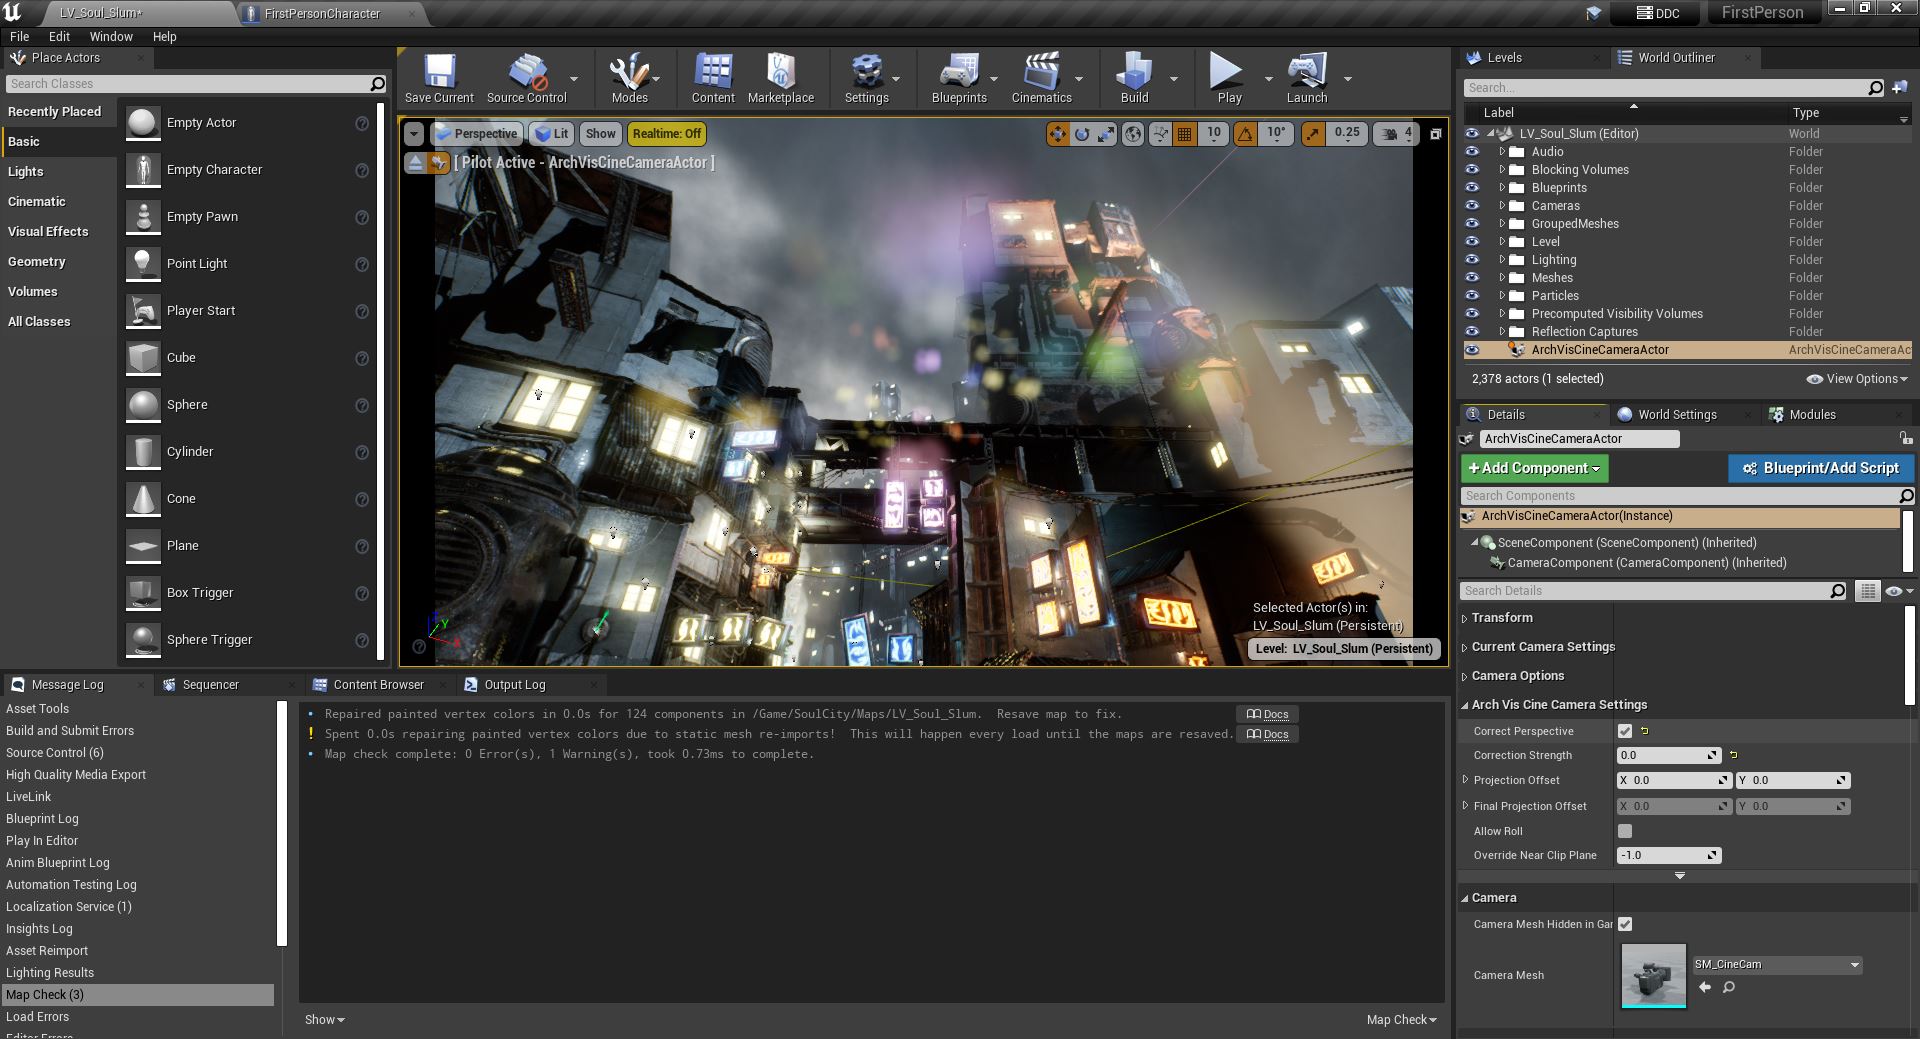 LV_Soul_Slum*
FirstPersonCharacter
DDC
FirstPerson
File Edit Window Help
Place Actors
Search Classes
Recently Placed
Basic
Lights
Cinematic
Visual Effects
Geometry
Volumes
All Classes
Empty Actor
Empty Character
Empty Pawn
Point Light
Player Start
Cube
Sphere
Cylinder
Cone
Plane
Box Trigger
Sphere Trigger
Save Current
Source Control
Modes
Content
Marketplace
Settings
Blueprints
Cinematics
Build
Play
Launch
Perspective
Lit
Show
Realtime: Off
10
10°
0.25
4
[ Pilot Active - ArchVisCineCameraActor ]
Y
X
Selected Actor(s) in:
LV_Soul_Slum (Persistent)
Level: LV_Soul_Slum (Persistent)
Levels
World Outliner
Search...
Label Type
LV_Soul_Slum (Editor) World
Audio Folder
Blocking Volumes Folder
Blueprints Folder
Cameras Folder
GroupedMeshes Folder
Level Folder
Lighting Folder
Meshes Folder
Particles Folder
Precomputed Visibility Volumes Folder
Reflection Captures Folder
ArchVisCineCameraActor ArchVisCineCameraAc
2,378 actors (1 selected)
View Options
Details
World Settings
Modules
ArchVisCineCameraActor
+Add Component
Blueprint/Add Script
Search Components
ArchVisCineCameraActor(Instance)
SceneComponent (SceneComponent) (Inherited)
CameraComponent (CameraComponent) (Inherited)
Search Details
Transform
Current Camera Settings
Camera Options
Arch Vis Cine Camera Settings
Correct Perspective
Correction Strength 0.0
Projection Offset X 0.0 Y 0.0
Final Projection Offset X 0.0 Y 0.0
Allow Roll
Override Near Clip Plane -1.0
Camera
Camera Mesh Hidden in Gar
Camera Mesh
SM_CineCam
Message Log
Sequencer
Content Browser
Output Log
Asset Tools
Build and Submit Errors
Source Control (6)
High Quality Media Export
LiveLink
Blueprint Log
Play In Editor
Anim Blueprint Log
Automation Testing Log
Localization Service (1)
Insights Log
Asset Reimport
Lighting Results
Map Check (3)
Load Errors
Editor Errors
Repaired painted vertex colors in 0.0s for 124 components in /Game/SoulCity/Maps/LV_Soul_Slum. Resave map to fix. Docs
Spent 0.0s repairing painted vertex colors due to static mesh re-imports! This will happen every load until the maps are resaved. Docs
Map check complete: 0 Error(s), 1 Warning(s), took 0.73ms to complete.
Show
Map Check